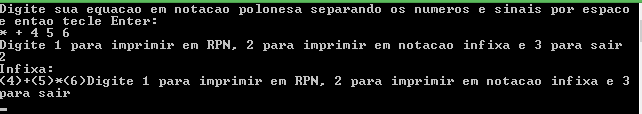 Digite sua equacao em notacao polonesa separando os numeros e sinais por espaco
e entao tecle Enter:
* + 4 5 6
Digite 1 para imprimir em RPN, 2 para imprimir em notacao infixa e 3 para sair
2
Infixa:
(4)+(5)*(6)Digite 1 para imprimir em RPN, 2 para imprimir em notacao infixa e 3
para sair